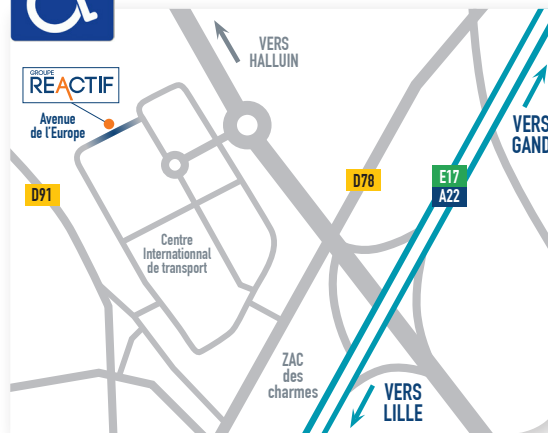 VERS
HALLUIN
GROUPE
REACTIF
Avenue
de l'Europe
VERS
GAND
D91
D78
E17
A22
Centre
Internationnal
de transport
ZAC
des
charmes
VERS
LILLE